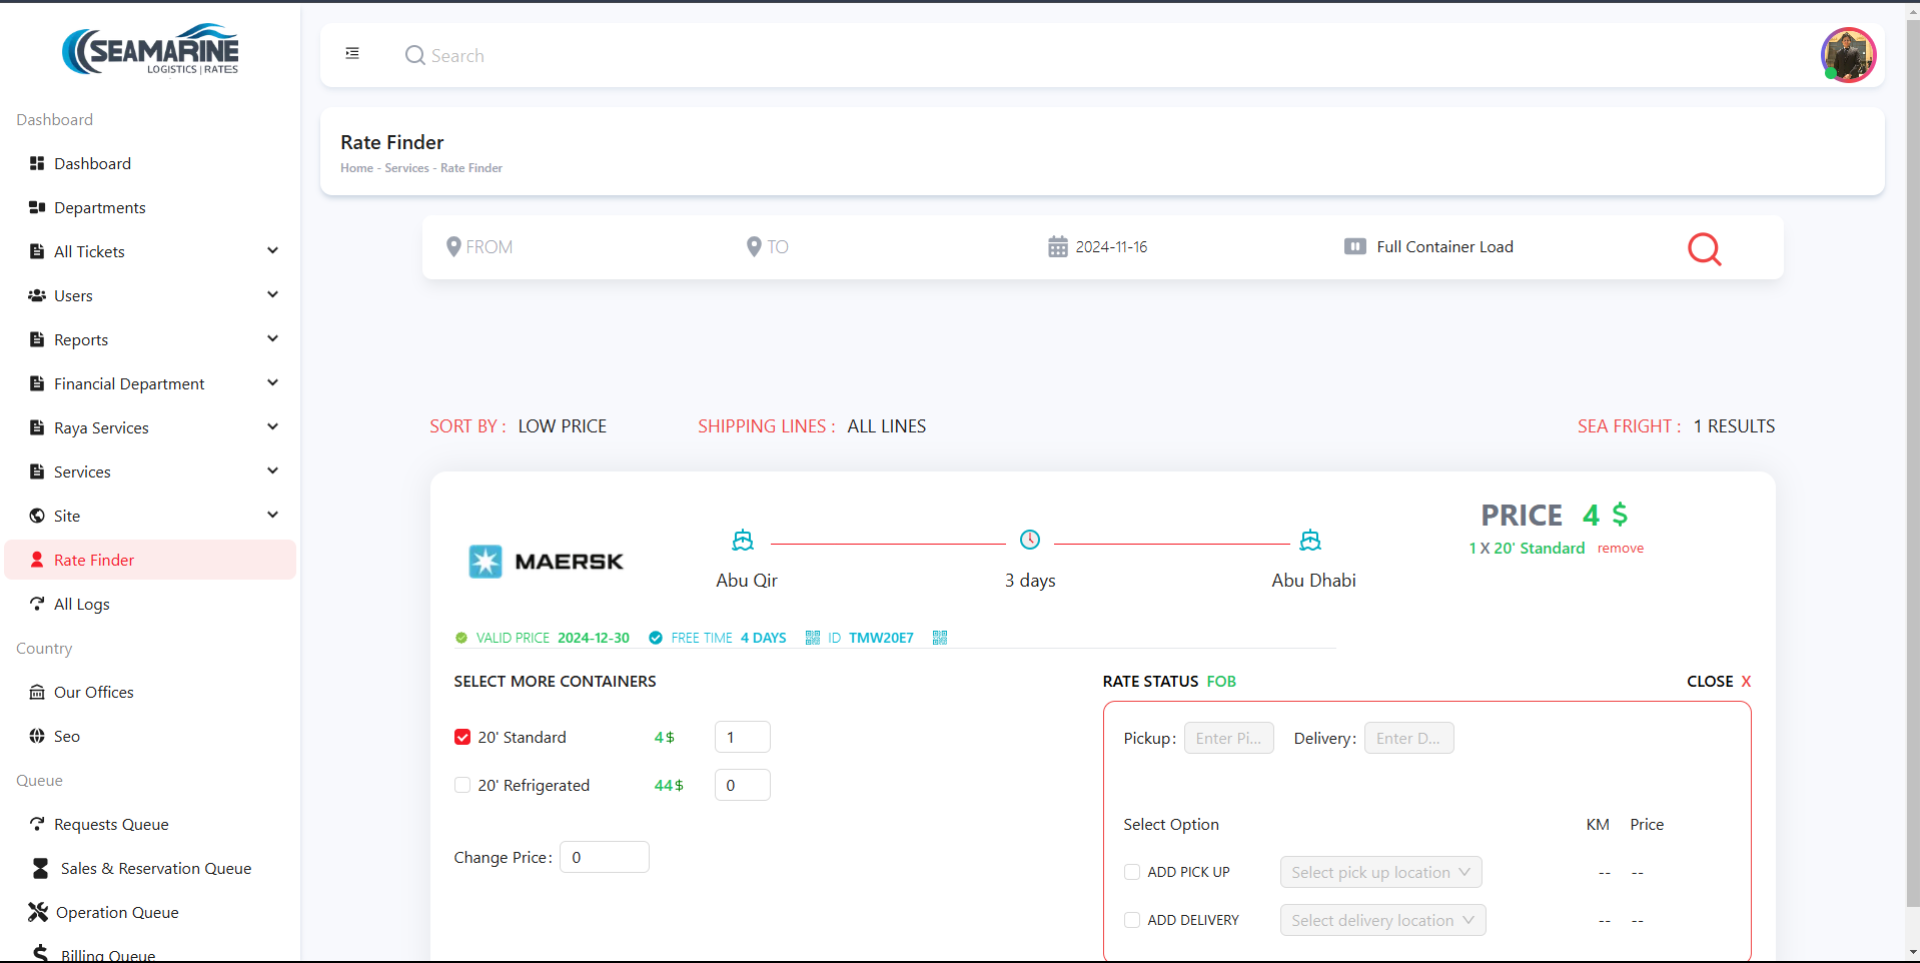 SEAMARINE
LOGISTICS | RATES
Dashboard
Dashboard
Departments
All Tickets
Users
Reports
Financial Department
Raya Services
Services
Site
Rate Finder
All Logs
Country
Our Offices
Seo
Queue
Requests Queue
Sales & Reservation Queue
Operation Queue
Billing Queue
Search
Rate Finder
Home - Services - Rate Finder
FROM TO 2024-11-16 Full Container Load
SORT BY : LOW PRICE SHIPPING LINES : ALL LINES SEA FRIGHT : 1 RESULTS
MAERSK
Abu Qir 3 days Abu Dhabi
PRICE 4 $
1 X 20' Standard remove
VALID PRICE 2024-12-30 FREE TIME 4 DAYS ID TMW20E7
SELECT MORE CONTAINERS
20' Standard 4$ 1
20' Refrigerated 44$ 0
Change Price: 0
RATE STATUS FOB CLOSE X
Pickup: Enter Pi... Delivery: Enter D...
Select Option KM Price
ADD PICK UP Select pick up location -- --
ADD DELIVERY Select delivery location -- --